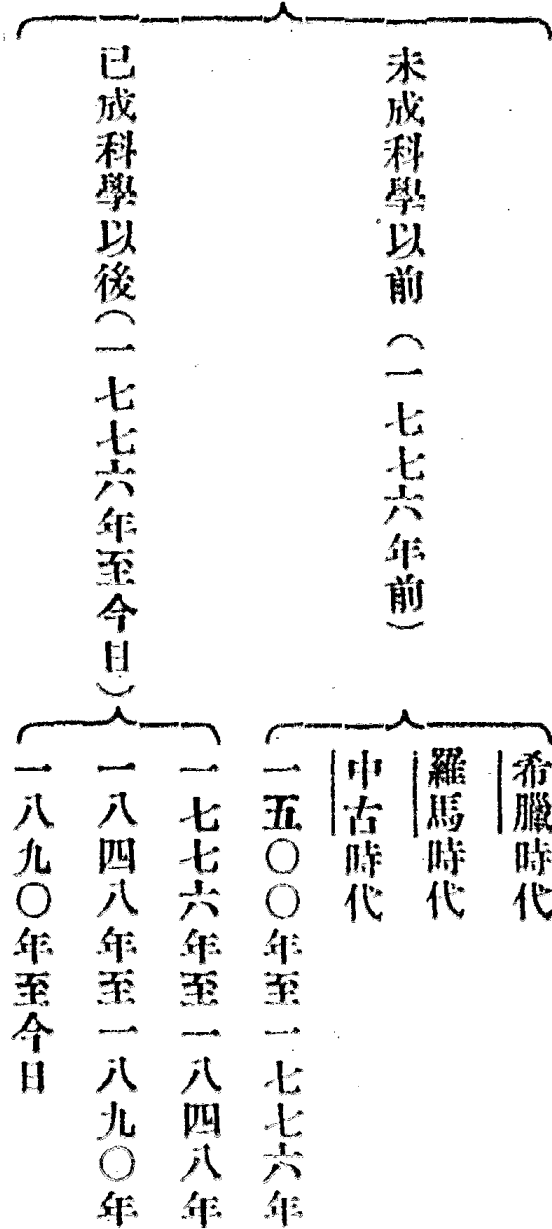 未成科學以前（一七七六年前）
希臘時代
羅馬時代
中古時代
一五〇〇年至一七七六年
已成科學以後（一七七六年至今日）
一七七六年至一八四八年
一八四八年至一八九〇年
一八九〇年至今日